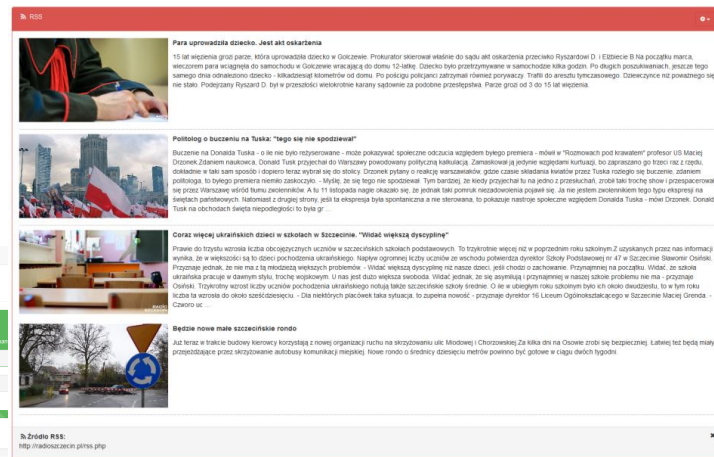 RSS
Para uprowadziła dziecko. Jest akt oskarżenia
15 lat więzienia grozi parze, która uprowadziła dziecko w Golczewie. Prokurator skierował właśnie do sądu akt oskarżenia przeciwko Ryszardowi D. i Elżbiecie B.Na początku marca,
wieczorem para wciągnęła do samochodu w Golczewie wracającą do domu 12-latkę. Dziecko było przetrzymywane w samochodzie kilka godzin. Po długich poszukiwaniach, jeszcze tego
samego dnia odnaleziono dziecko - kilkadziesiąt kilometrów od domu. Po pościgu policjanci zatrzymali również porywaczy. Trafili do aresztu tymczasowego. Dziewczynce nic poważnego się
nie stało. Podejrzany Ryszard D. był w przeszłości wielokrotnie karany sądownie za podobne przestępstwa. Parze grozi od 3 do 15 lat więzienia.
Politolog o buczeniu na Tuska: "tego się nie spodziewał"
Buczenie na Donalda Tuska - o ile nie było reżyserowane - może pokazywać społeczne odczucia względem byłego premiera - mówił w "Rozmowach pod krawatem" profesor US Maciej
Drzonek.Zdaniem naukowca, Donald Tusk przyjechał do Warszawy powodowany polityczną kalkulacją. Zamaskował ją jedynie względami kurtuazji, bo zapraszano go trzeci raz z rzędu,
dokładnie w taki sam sposób i dopiero teraz wybrał się do stolicy. Drzonek pytany o reakcję warszawiaków, gdzie czasie składania kwiatów przez Tuska rozległo się buczenie, zdaniem
politologa, to byłego premiera niemiło zaskoczyło. - Myślę, że się tego nie spodziewał. Tym bardziej, że kiedy przyjechał tu na jedno z przesłuchań, zrobił taki trochę show i przespacerował
się przez Warszawę wśród tłumu zwolenników. A tu 11 listopada nagle okazało się, że jednak taki pomruk niezadowolenia pojawił się. Ja nie jestem zwolennikiem tego typu ekspresji na
świętach państwowych. Natomiast z drugiej strony, jeśli ta ekspresja była spontaniczna a nie sterowana, to pokazuje nastroje społeczne względem Donalda Tuska - mówi Drzonek. Donald
Tusk na obchodach święta niepodległości to była gr ...
Coraz więcej ukraińskich dzieci w szkołach w Szczecinie. "Widać większą dyscyplinę"
Prawie do trzystu wzrosła liczba obcojęzycznych uczniów w szczecińskich szkołach podstawowych. To trzykrotnie więcej niż w poprzednim roku szkolnym.Z uzyskanych przez nas informacji
wynika, że w większości są to dzieci pochodzenia ukraińskiego. Napływ ogromnej liczby uczniów ze wschodu potwierdza dyrektor Szkoły Podstawowej nr 47 w Szczecinie Sławomir Osiński.
Przyznaje jednak, że nie ma z tą młodzieżą większych problemów. - Widać większą dyscyplinę niż nasze dzieci, jeśli chodzi o zachowanie. Przynajmniej na początku. Widać, że szkoła
ukraińska pracuje w dawnym stylu, trochę wojskowym. U nas jest dużo większa swoboda. Widać jednak, że się asymilują i przynajmniej w naszej szkole problemu nie ma - przyznaje
Osiński. Trzykrotny wzrost liczby uczniów pochodzenia ukraińskiego notują także szczecińskie szkoły średnie. O ile w ubiegłym roku szkolnym było ich około dwudziestu, to w tym roku
liczba ta wzrosła do około sześćdziesięciu. - Dla niektórych placówek taka sytuacja, to zupełna nowość - przyznaje dyrektor 16 Liceum Ogólnokształcącego w Szczecinie Maciej Grenda. -
Czworo uc ...
Będzie nowe małe szczecińskie rondo
Już teraz w trakcie budowy kierowcy korzystają z nowej organizacji ruchu na skrzyżowaniu ulic Miodowej i Chorzowskiej.Za kilka dni na Osowie zrobi się bezpieczniej. Łatwiej też będą miały
przejeżdżające przez skrzyżowanie autobusy komunikacji miejskiej. Nowe rondo o średnicy dziesięciu metrów powinno być gotowe w ciągu dwóch tygodni.
Źródło RSS:
http://radioszczecin.pl/rss.php